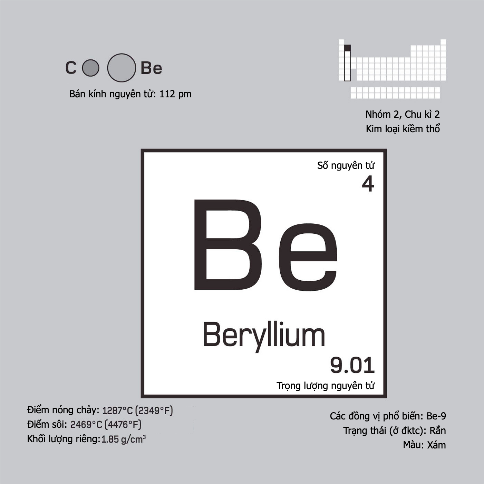 C Be
Bán kính nguyên tử: 112 pm
Nhóm 2, Chu kì 2
Kim loại kiềm thổ
Số nguyên tử
4
Be
Beryllium
9.01
Trọng lượng nguyên tử
Điểm nóng chảy: 1287°C (2349°F)
Điểm sôi: 2469°C (4476°F)
Khối lượng riêng: 1.85 g/cm³
Các đồng vị phổ biến: Be-9
Trạng thái (ở đktc): Rắn
Màu: Xám